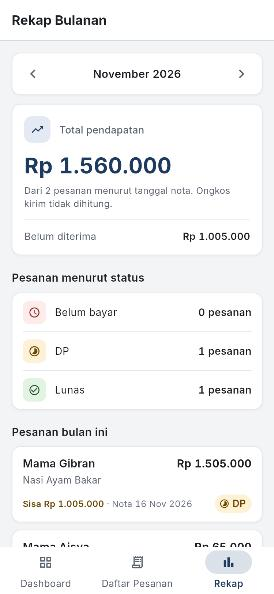 Rekap Bulanan
November 2026
Total pendapatan
Rp 1.560.000
Dari 2 pesanan menurut tanggal nota. Ongkos
kirim tidak dihitung.
Belum diterima Rp 1.005.000
Pesanan menurut status
Belum bayar 0 pesanan
DP 1 pesanan
Lunas 1 pesanan
Pesanan bulan ini
Mama Gibran Rp 1.505.000
Nasi Ayam Bakar
Sisa Rp 1.005.000 · Nota 16 Nov 2026 DP
Mama Aisya Rp 65.000
Dashboard Daftar Pesanan Rekap